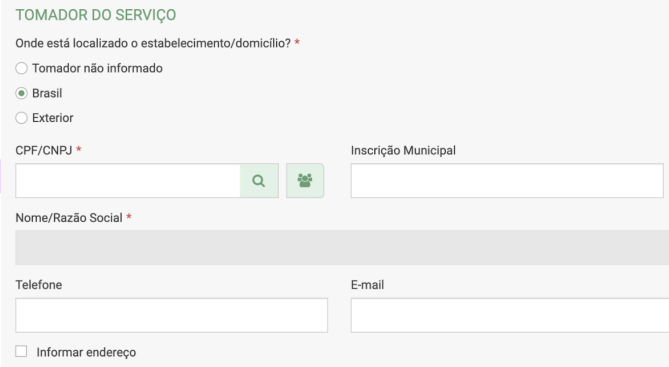 TOMADOR DO SERVIÇO
Onde está localizado o estabelecimento/domicílio? *
Tomador não informado
Brasil
Exterior
CPF/CNPJ * Inscrição Municipal
Nome/Razão Social *
Telefone E-mail
Informar endereço